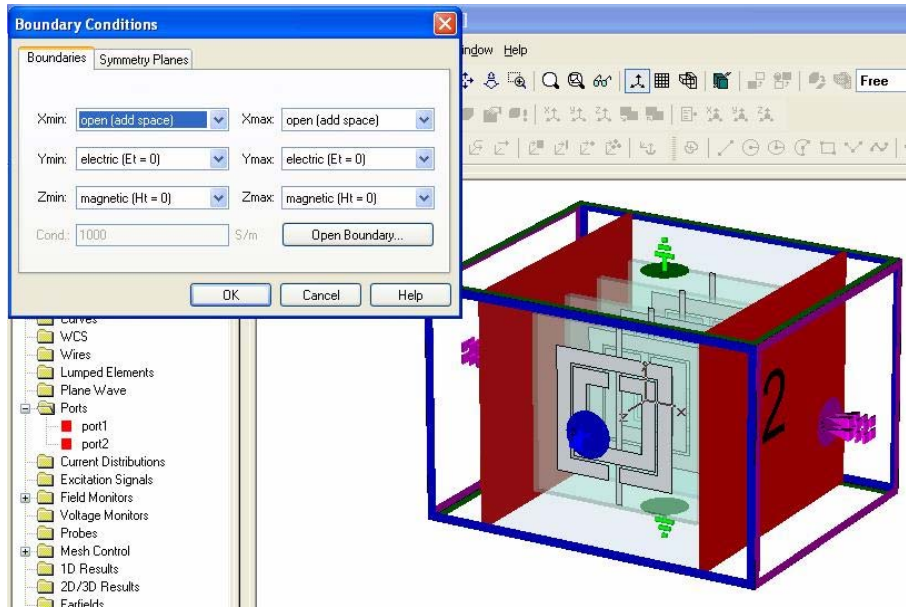 Boundary Conditions
]
Boundaries Symmetry Planes
Window Help
Free
Xmin: open (add space) Xmax: open (add space)
Ymin: electric (Et = 0) Ymax: electric (Et = 0)
Zmin: magnetic (Ht = 0) Zmax: magnetic (Ht = 0)
Cond.: 1000 S/m Open Boundary...
OK Cancel Help
Curves
WCS
Wires
Lumped Elements
Plane Wave
Ports
port1
port2
Current Distributions
Excitation Signals
Field Monitors
Voltage Monitors
Probes
Mesh Control
1D Results
2D/3D Results
Farfields
2
z
x